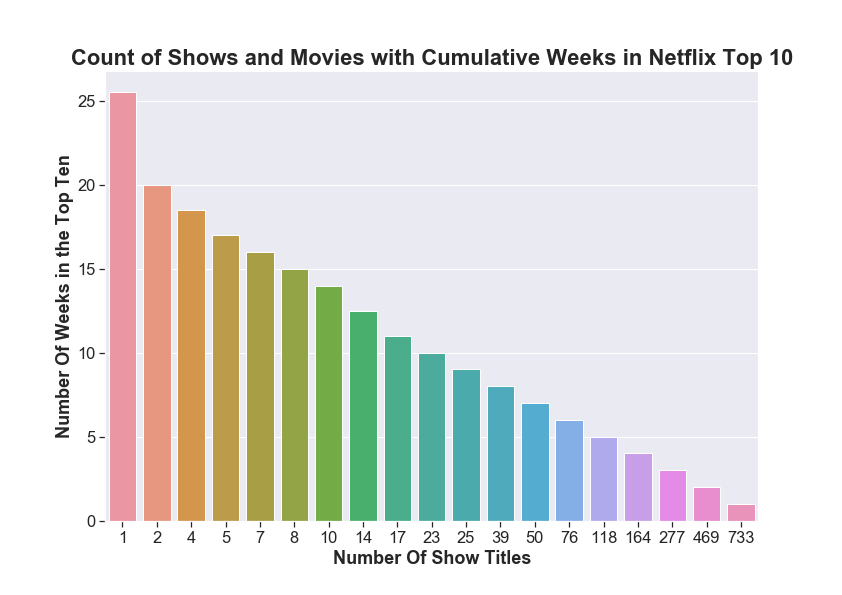 Count of Shows and Movies with Cumulative Weeks in Netflix Top 10
Number Of Weeks in the Top Ten
25
20
15
10
5
0
1 2 4 5 7 8 10 14 17 23 25 39 50 76 118 164 277 469 733
Number Of Show Titles